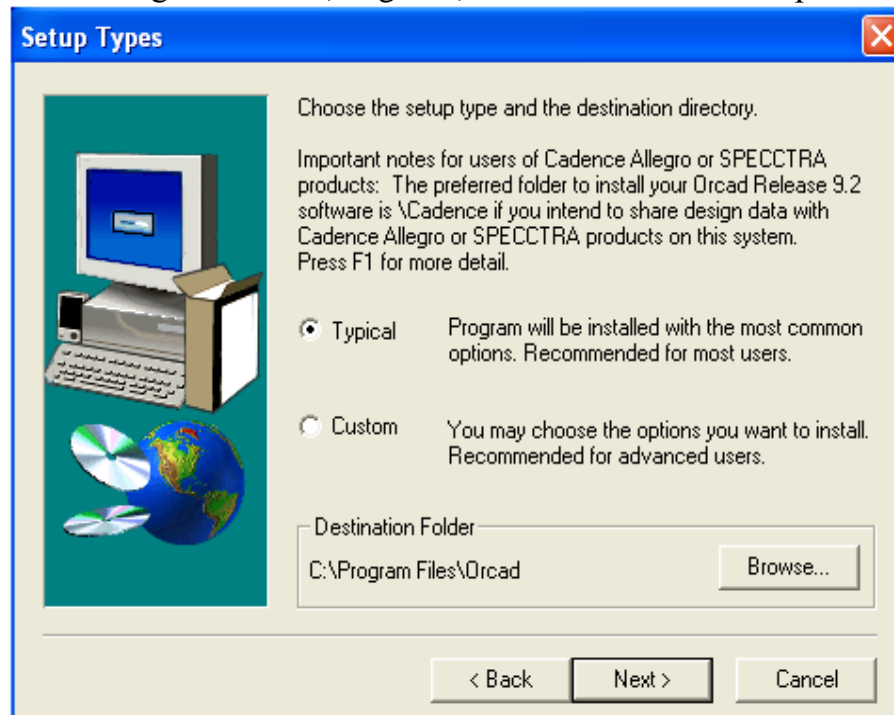 Setup Types
Choose the setup type and the destination directory.
Important notes for users of Cadence Allegro or SPECCTRA
products:  The preferred folder to install your Orcad Release 9.2
software is \Cadence if you intend to share design data with
Cadence Allegro or SPECCTRA products on this system.
Press F1 for more detail.
Typical
Program will be installed with the most common
options. Recommended for most users.
Custom
You may choose the options you want to install.
Recommended for advanced users.
Destination Folder
C:\Program Files\Orcad
Browse...
< Back
Next >
Cancel